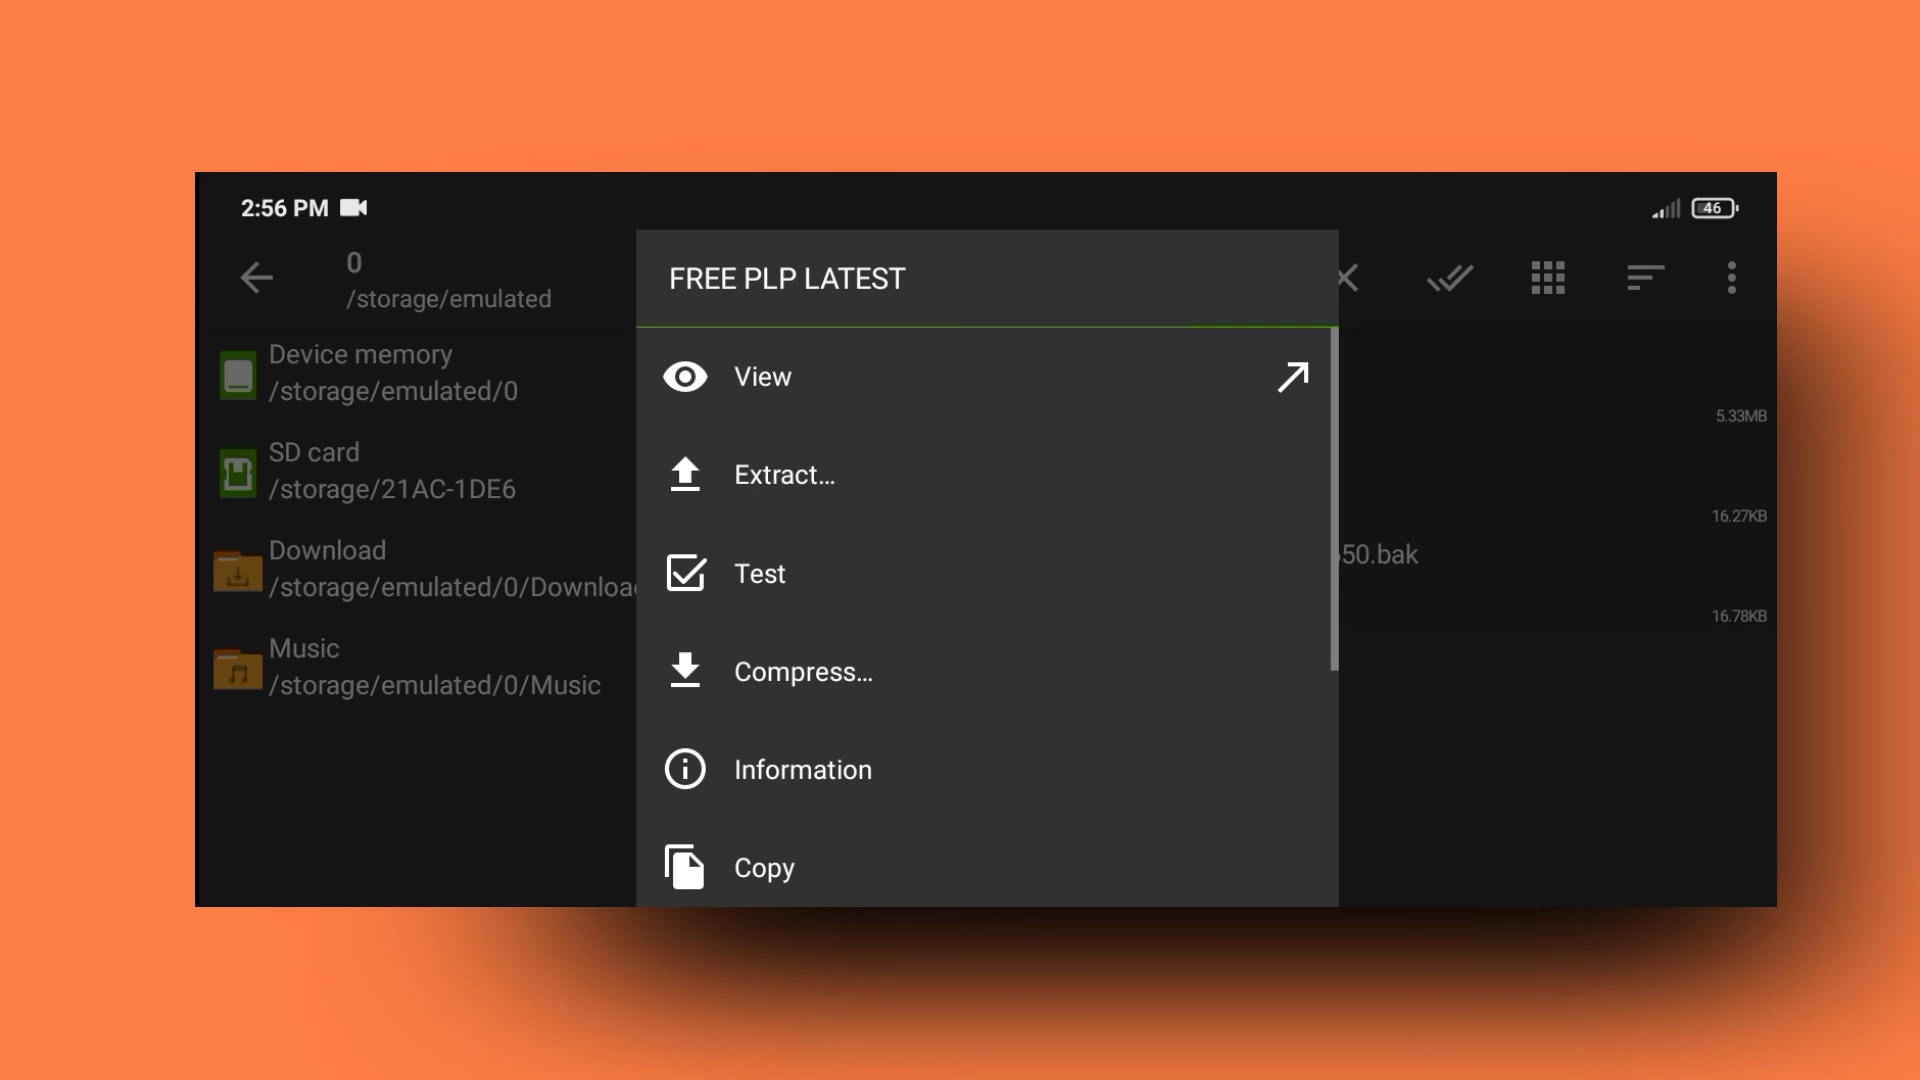 2:56 PM
46
0
/storage/emulated
Device memory
/storage/emulated/0
SD card
/storage/21AC-1DE6
Download
/storage/emulated/0/Download
Music
/storage/emulated/0/Music
FREE PLP LATEST
View
Extract...
Test
Compress...
Information
Copy
5.33MB
16.27KB
50.bak
16.78KB